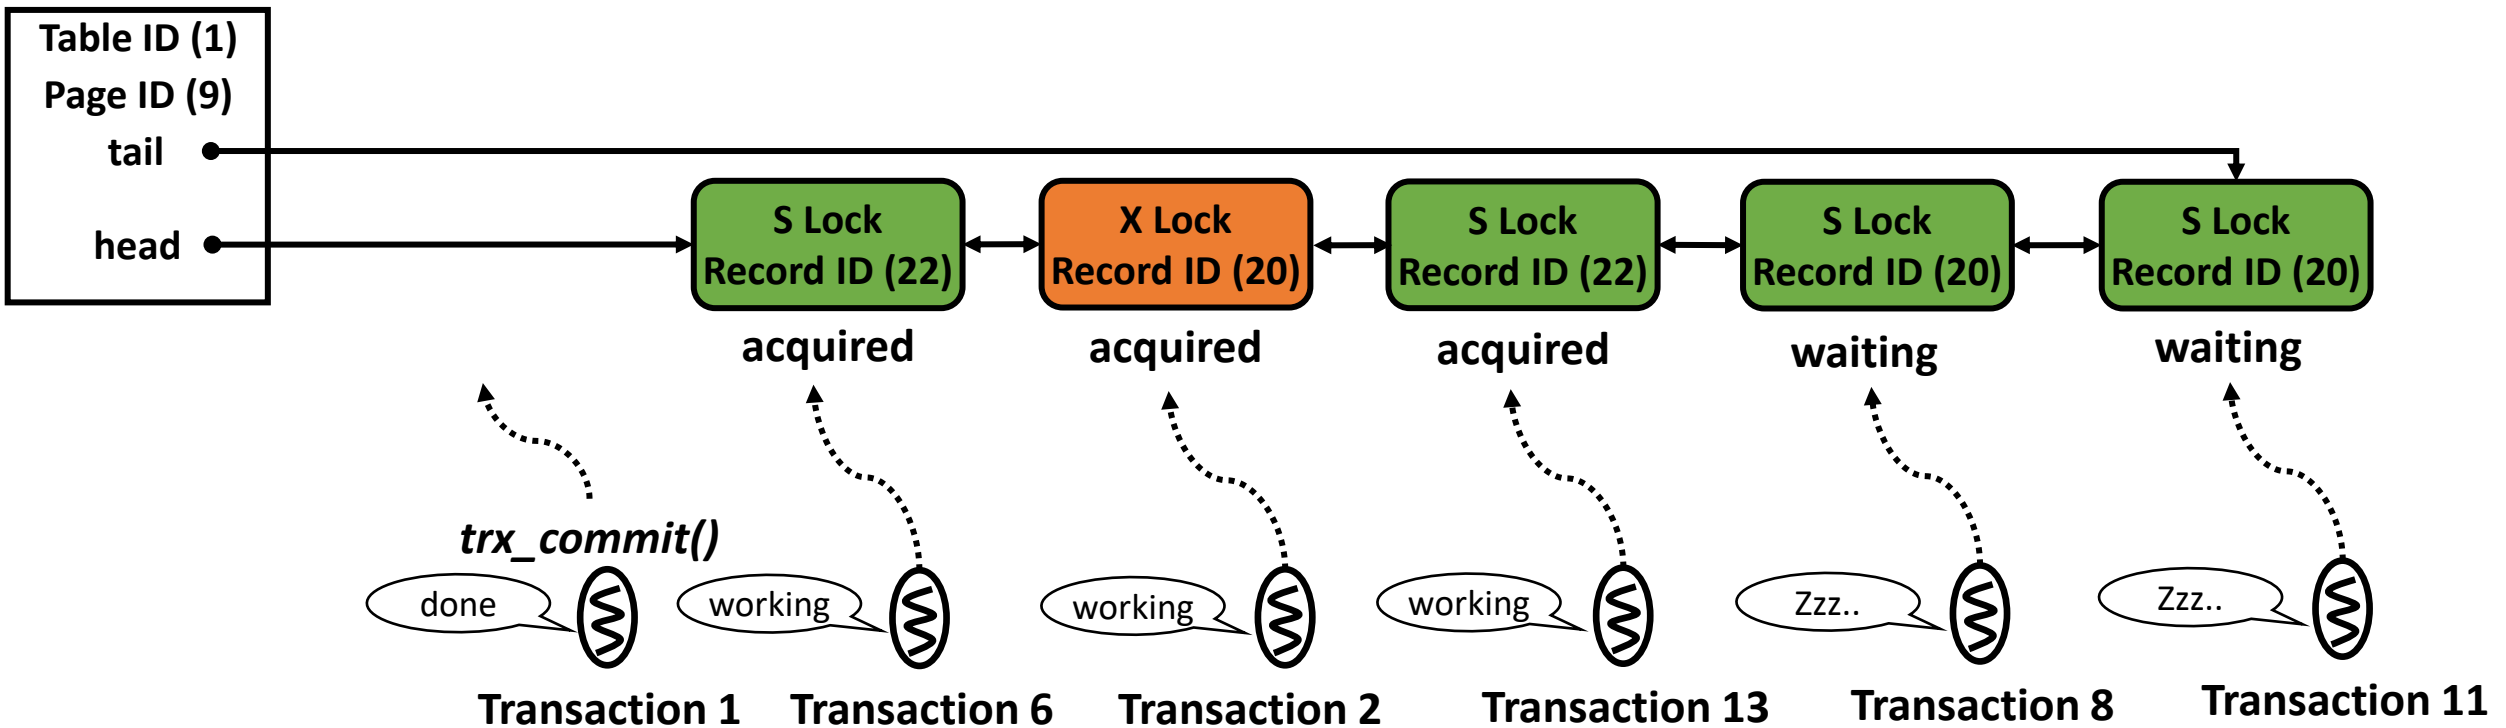 Table ID (1)
Page ID (9)
tail
head
S Lock
Record ID (22)
acquired
X Lock
Record ID (20)
acquired
S Lock
Record ID (22)
acquired
S Lock
Record ID (20)
waiting
S Lock
Record ID (20)
waiting
trx_commit()
done
working
working
working
Zzz..
Zzz..
Transaction 1
Transaction 6
Transaction 2
Transaction 13
Transaction 8
Transaction 11